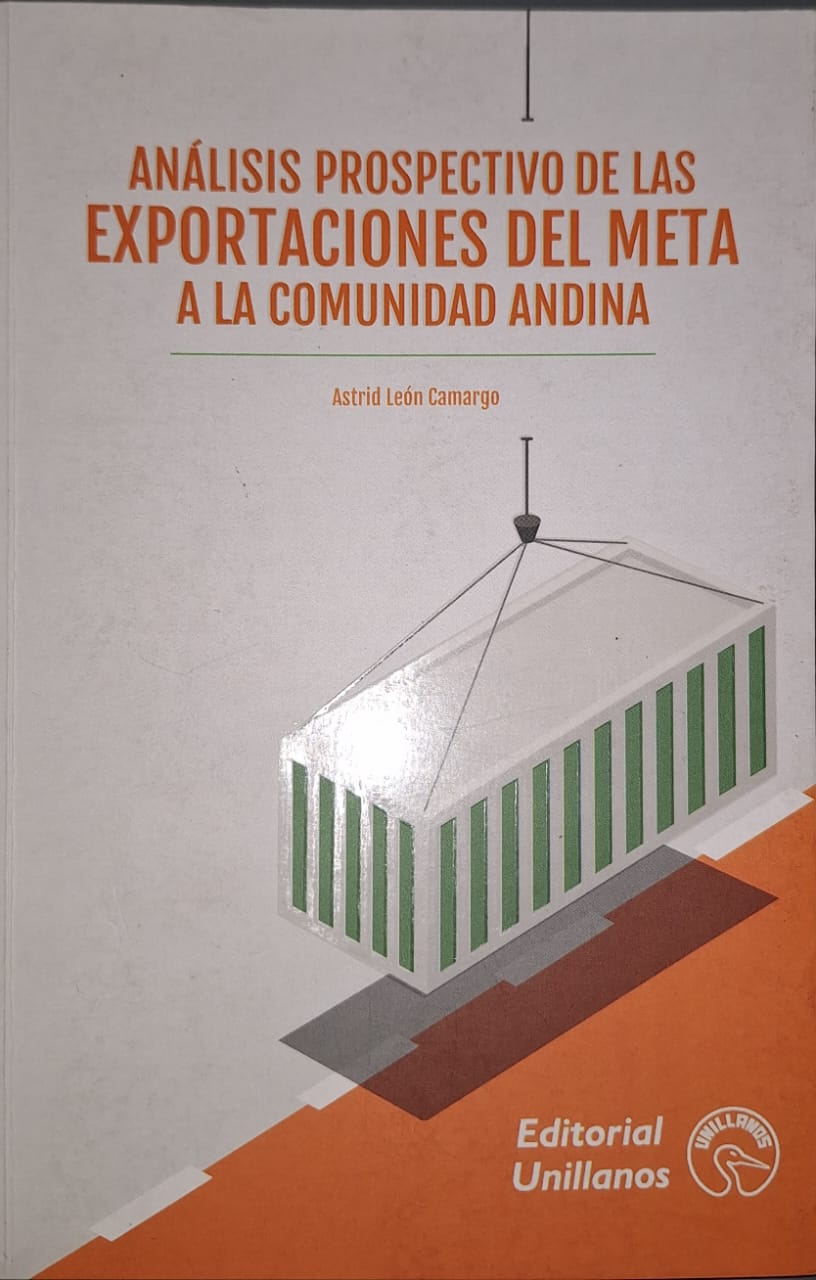 ANÁLISIS PROSPECTIVO DE LAS
EXPORTACIONES DEL META
A LA COMUNIDAD ANDINA
Astrid León Camargo
Editorial
Unillanos
UNILLANOS